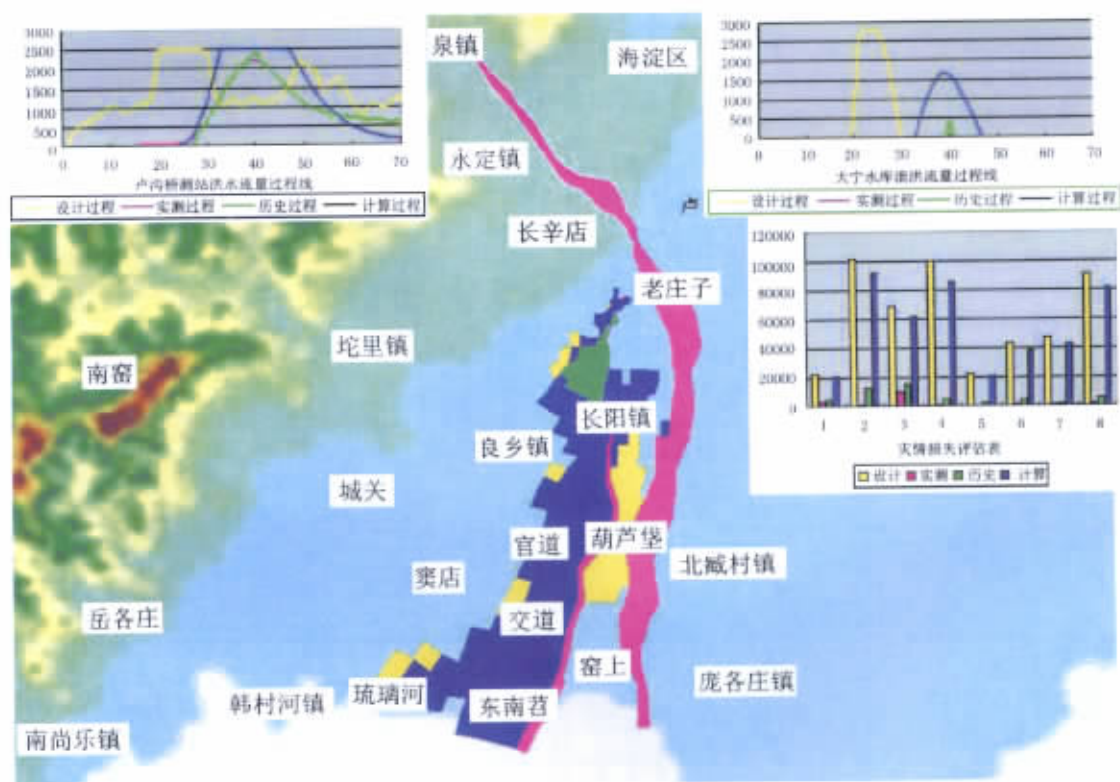 3000
2500
2000
1500
1000
500
0
0 10 20 30 40 50 60 70
卢沟桥测站洪水流量过程线
设计过程 实测过程 历史过程 计算过程
3000
2500
2000
1500
1000
500
0
0 10 20 30 40 50 60 70
大宁水库滞洪流量过程线
设计过程 实测过程 历史过程 计算过程
120000
100000
80000
60000
40000
20000
0
1 2 3 4 5 6 7 8
灾情损失评估表
设计 实测 历史 计算
泉镇
海淀区
永定镇
卢
长辛店
老庄子
坨里镇
南窑
长阳镇
良乡镇
城关
官道
葫芦垡
北臧村镇
窦店
岳各庄
交道
窑上
庞各庄镇
琉璃河
韩村河镇
东南召
南尚乐镇